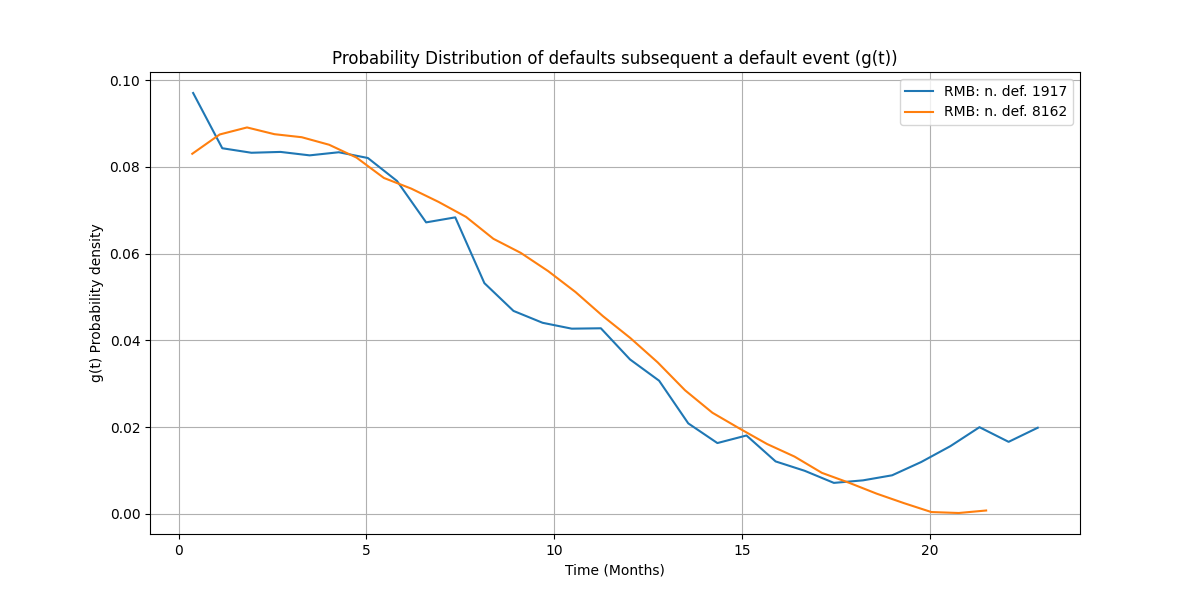 Probability Distribution of defaults subsequent a default event (g(t))
RMB: n. def. 1917
RMB: n. def. 8162
g(t) Probability density
0.10
0.08
0.06
0.04
0.02
0.00
0 5 10 15 20
Time (Months)